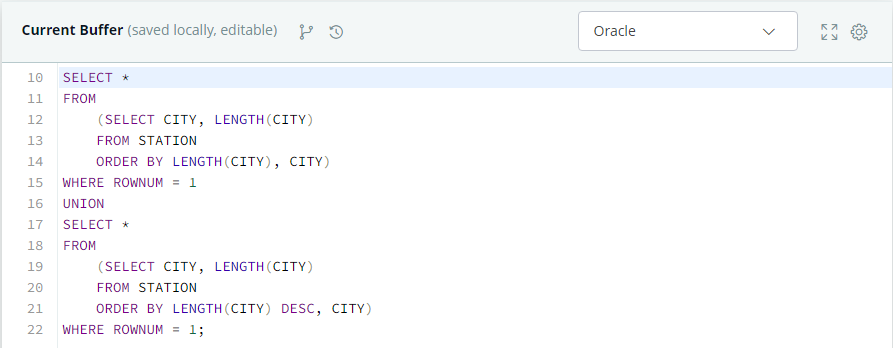 Current Buffer (saved locally, editable)
Oracle
10 SELECT *
11 FROM
12     (SELECT CITY, LENGTH(CITY)
13     FROM STATION
14     ORDER BY LENGTH(CITY), CITY)
15 WHERE ROWNUM = 1
16 UNION
17 SELECT *
18 FROM
19     (SELECT CITY, LENGTH(CITY)
20     FROM STATION
21     ORDER BY LENGTH(CITY) DESC, CITY)
22 WHERE ROWNUM = 1;